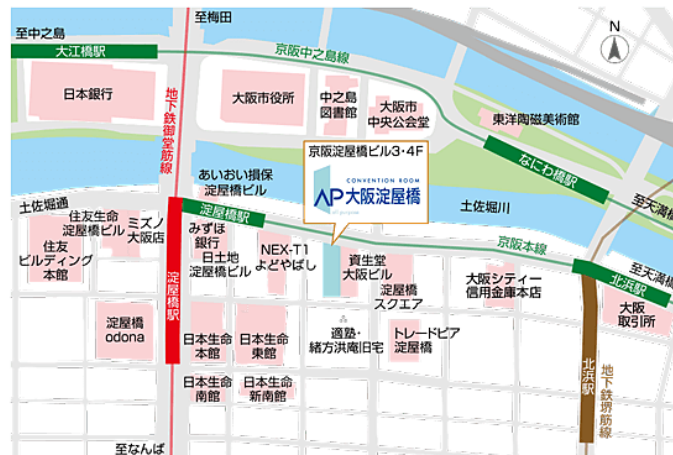 至梅田
N
至中之島
大江橋駅
京阪中之島線
日本銀行
地下鉄御堂筋線
大阪市役所
中之島
図書館
大阪市
中央公会堂
東洋陶磁美術館
なにわ橋駅
京阪淀屋橋ビル3・4F
CONVENTION ROOM
AP大阪淀屋橋
all purpose
あいおい損保
淀屋橋ビル
土佐堀通
土佐堀川
至天満橋
住友生命
淀屋橋ビル
ミズノ
大阪店
淀屋橋駅
みずほ
銀行
日土地
淀屋橋ビル
NEX-T1
よどやばし
京阪本線
住友
ビルディング
本館
淀屋橋駅
資生堂
大阪ビル
淀屋橋
スクエア
大阪シティー
信用金庫本店
北浜駅
至天満橋
大阪
取引所
淀屋橋
odona
日本生命
本館
日本生命
東館
適塾・
緒方洪庵旧宅
トレードピア
淀屋橋
日本生命
南館
日本生命
新南館
北浜駅
地下鉄堺筋線
至なんば